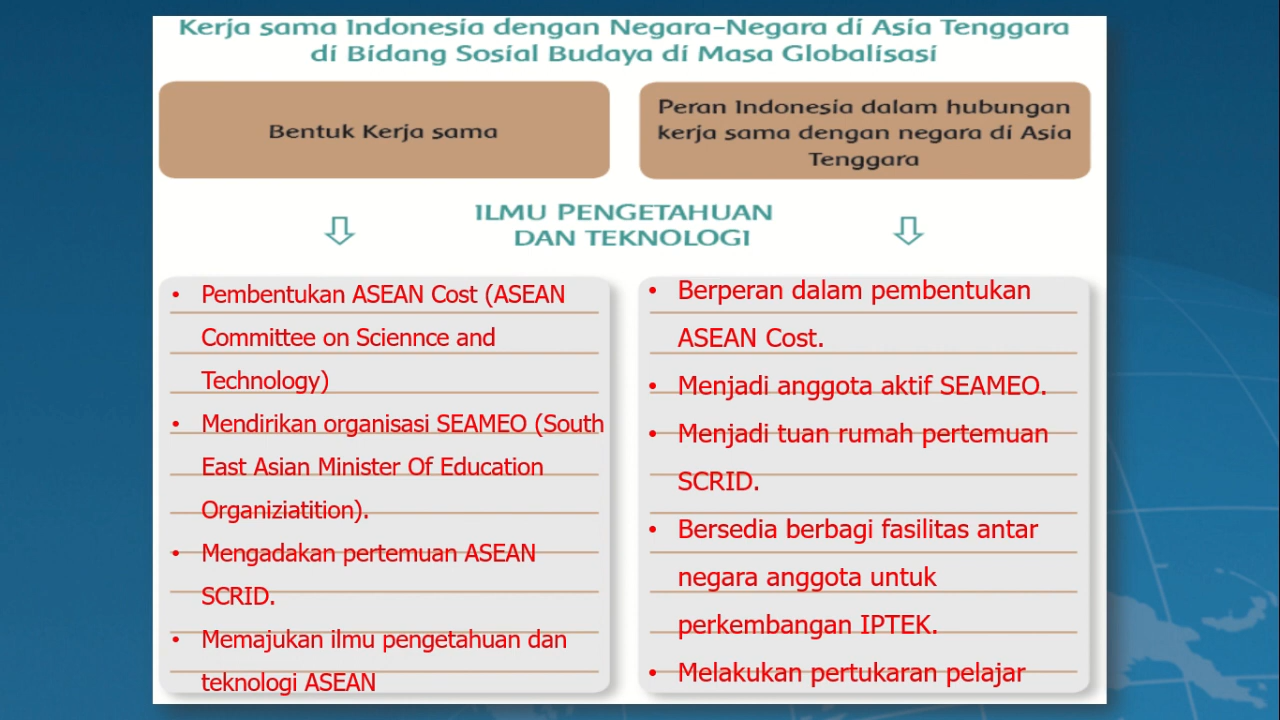 Kerja sama Indonesia dengan Negara-Negara di Asia Tenggara
di Bidang Sosial Budaya di Masa Globalisasi
Bentuk Kerja sama
Peran Indonesia dalam hubungan
kerja sama dengan negara di Asia
Tenggara
ILMU PENGETAHUAN
DAN TEKNOLOGI
• Pembentukan ASEAN Cost (ASEAN
Committee on Sciennce and
Technology)
• Mendirikan organisasi SEAMEO (South
East Asian Minister Of Education
Organiziatition).
• Mengadakan pertemuan ASEAN
SCRID.
• Memajukan ilmu pengetahuan dan
teknologi ASEAN
• Berperan dalam pembentukan
ASEAN Cost.
• Menjadi anggota aktif SEAMEO.
• Menjadi tuan rumah pertemuan
SCRID.
• Bersedia berbagi fasilitas antar
negara anggota untuk
perkembangan IPTEK.
• Melakukan pertukaran pelajar